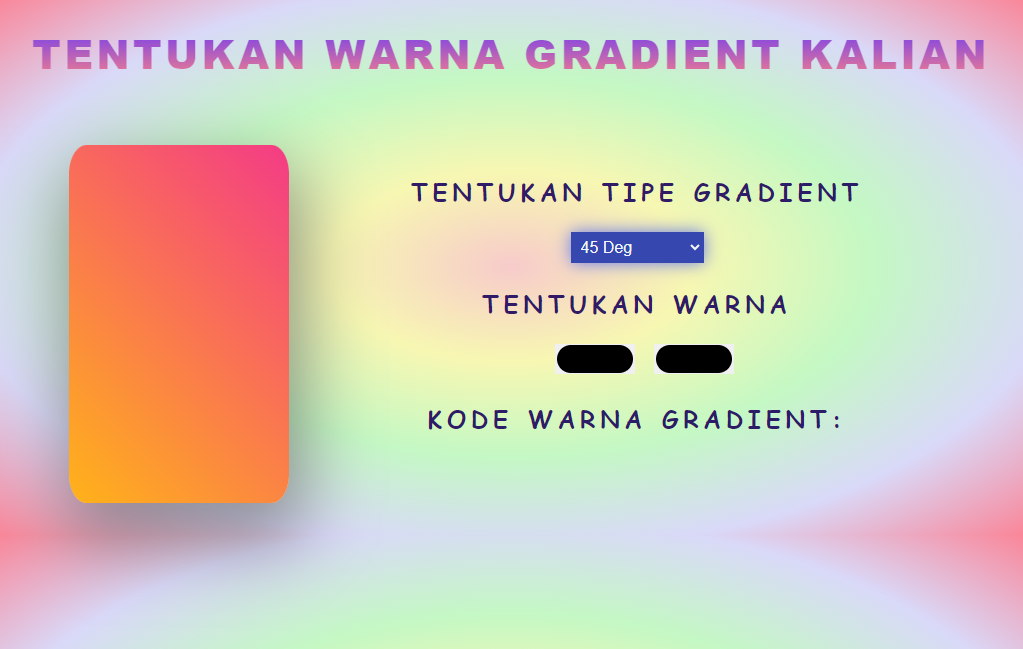 TENTUKAN WARNA GRADIENT KALIAN
TENTUKAN TIPE GRADIENT
45 Deg
TENTUKAN WARNA
KODE WARNA GRADIENT: